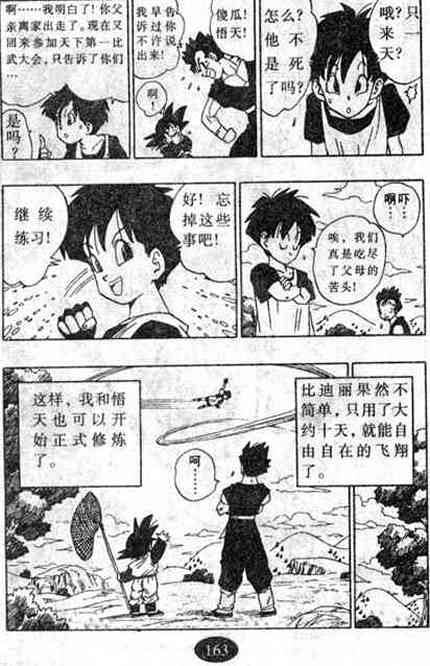 哦?只
来一
天?
怎么?
他不
是死
了吗?
傻瓜!
悟天!
我早告
诉过你
不许说
出来!
啊!
啊……我明白了!你父
亲离家出走了。现在又
回来参加天下第一比
武大会,只告诉了你们
…
是吗?
啊吓……
唉,我们
真是吃尽
了父母的
苦头!
好!忘
掉这些
事吧!
继续
练习!
比迪丽果然不
简单,只用了大
约十天,就能自
由自在的飞翔
了。
呵……
这样,我和悟
天也可以开
始正式修炼
了。
163